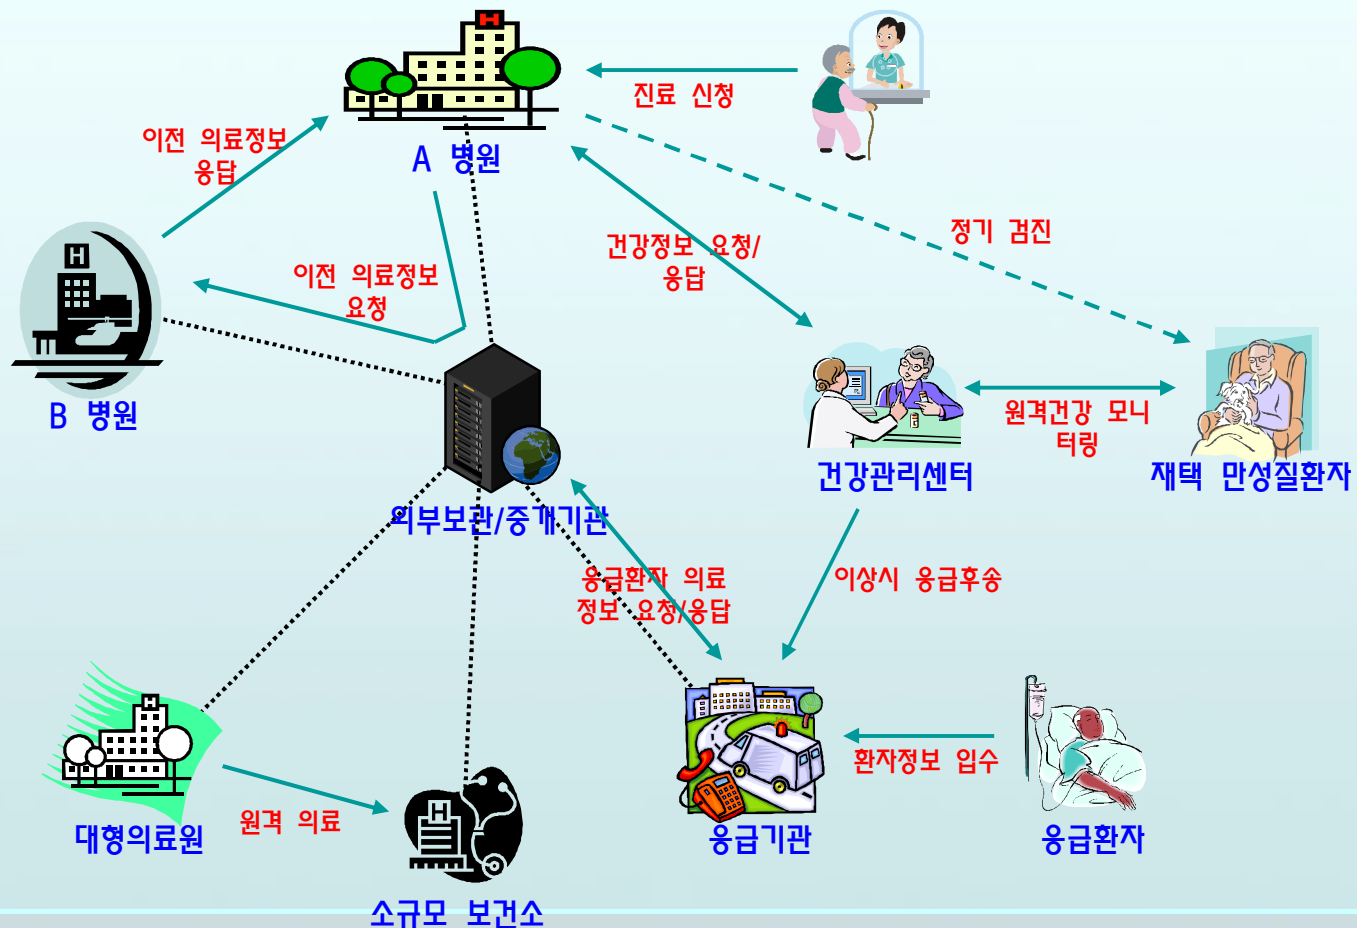 진료 신청
이전 의료정보
응답
A 병원
정기 검진
건강정보 요청/
응답
이전 의료정보
요청
B 병원
원격건강 모니
터링
건강관리센터
재택 만성질환자
외부보관/중개기관
응급환자 의료
정보 요청/응답
이상시 응급후송
환자정보 입수
원격 의료
대형의료원
응급기관
응급환자
소규모 보건소
H
H
H
H